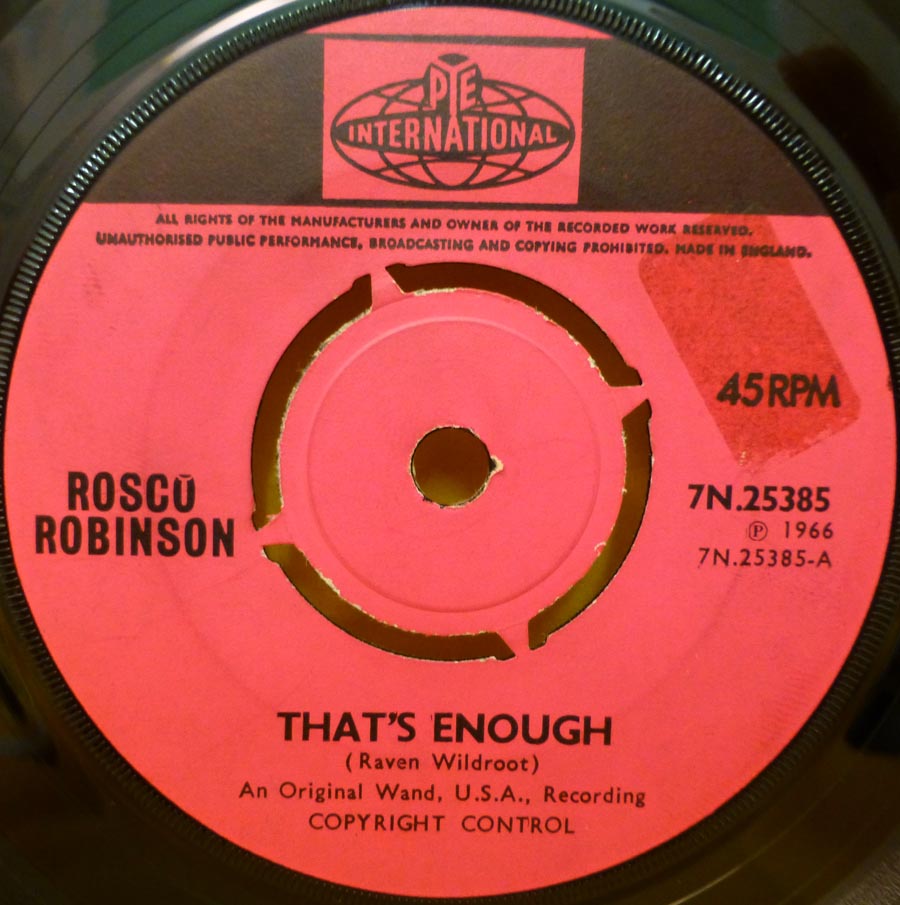 PYE
INTERNATIONAL
ALL RIGHTS OF THE MANUFACTURERS AND OWNER OF THE RECORDED WORK RESERVED.
UNAUTHORISED PUBLIC PERFORMANCE, BROADCASTING AND COPYING PROHIBITED. MADE IN ENGLAND.
45RPM
ROSCŬ
ROBINSON
7N.25385
Ⓟ 1966
7N.25385-A
THAT'S ENOUGH
(Raven Wildroot)
An Original Wand, U.S.A., Recording
COPYRIGHT CONTROL